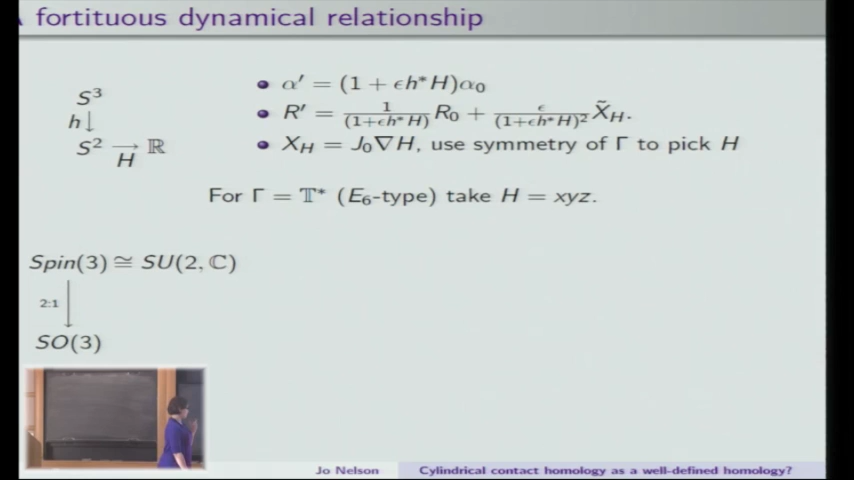 fortituous dynamical relationship
S³
h↓
S² →_H ℝ
• α′ = (1 + ϵh*H)α₀
• R′ = 1/(1+ϵh*H) R₀ + ϵ/(1+ϵh*H)² X̃_H.
• X_H = J₀∇H, use symmetry of Γ to pick H
For Γ = 𝕋* (E₆-type) take H = xyz.
Spin(3) ≅ SU(2, ℂ)
2:1 ↓
SO(3)
Jo Nelson
Cylindrical contact homology as a well-defined homology?